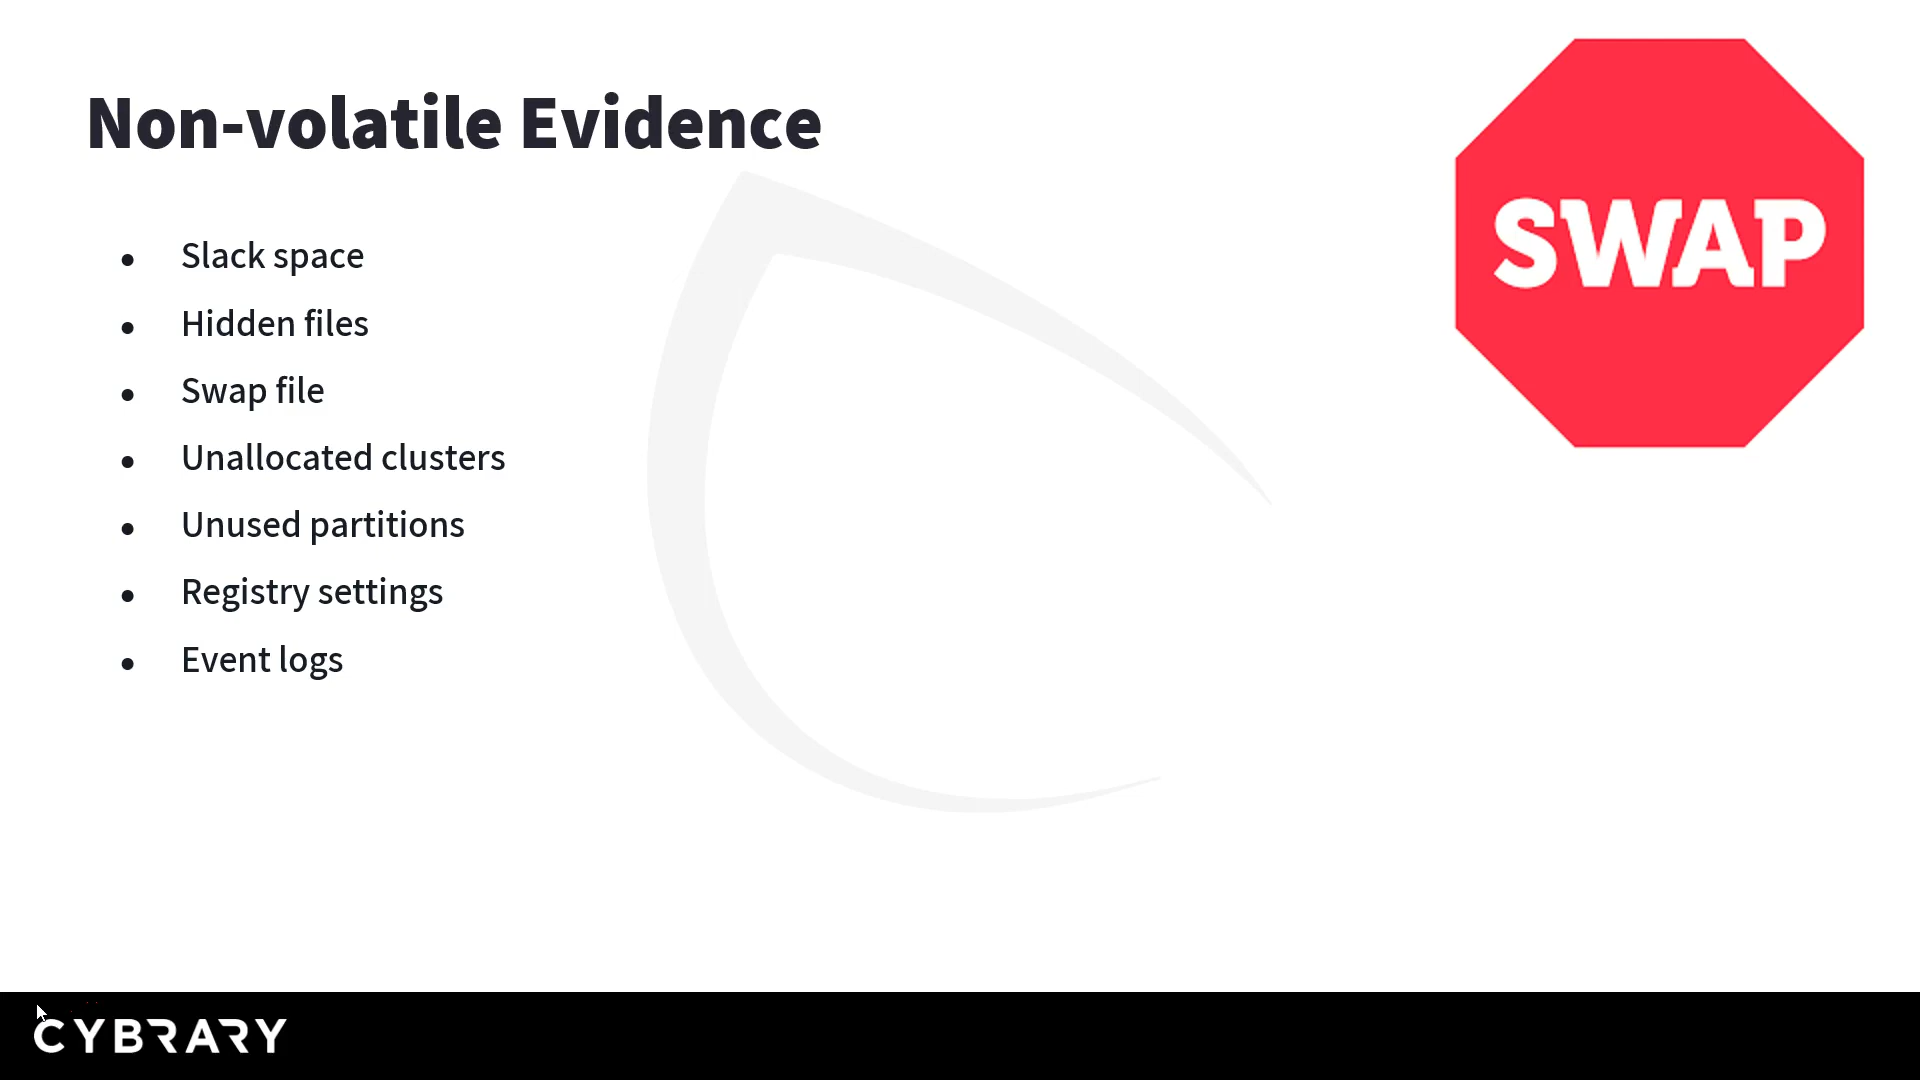 Non-volatile Evidence
SWAP
● Slack space
● Hidden files
● Swap file
● Unallocated clusters
● Unused partitions
● Registry settings
● Event logs
CYBRARY